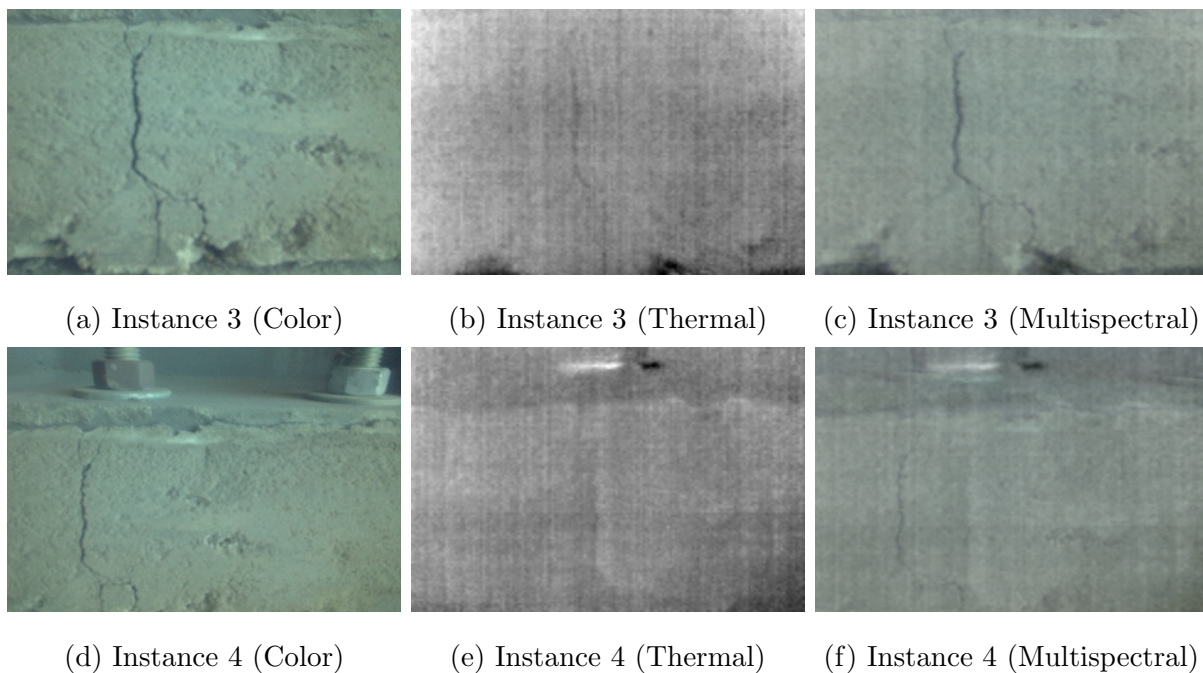 (a) Instance 3 (Color)
(b) Instance 3 (Thermal)
(c) Instance 3 (Multispectral)
(d) Instance 4 (Color)
(e) Instance 4 (Thermal)
(f) Instance 4 (Multispectral)